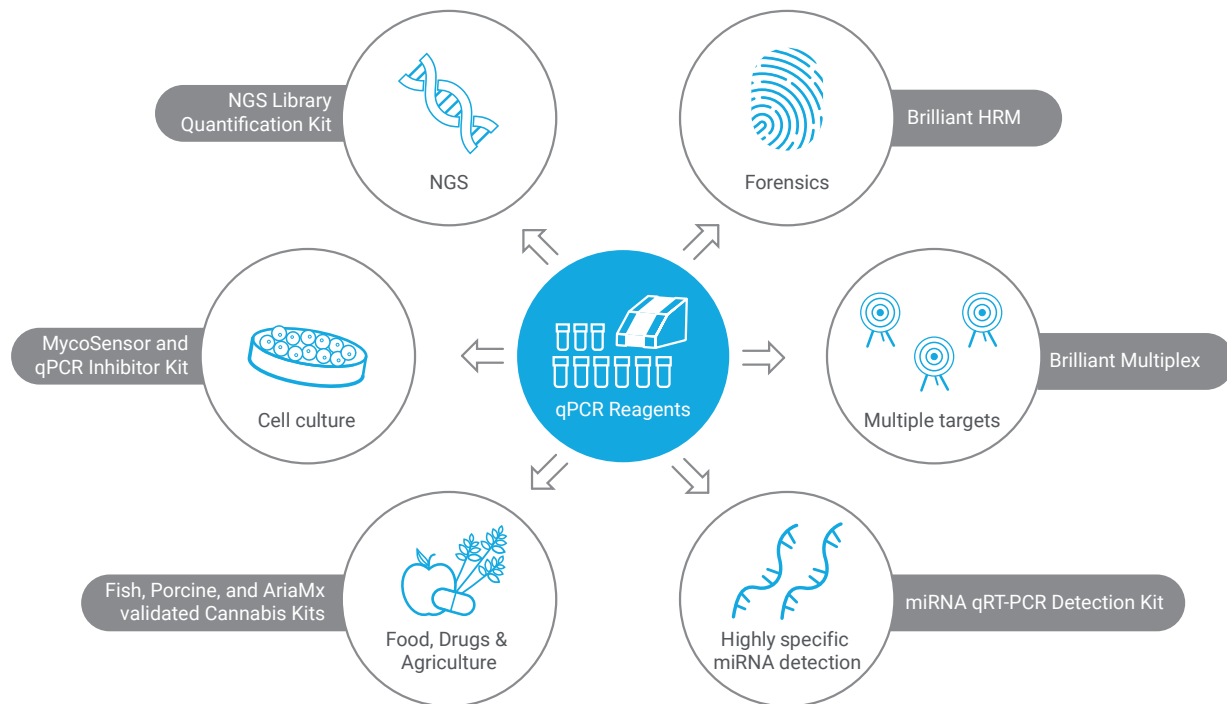 NGS Library
Quantification Kit
NGS
Forensics
Brilliant HRM
MycoSensor and
qPCR Inhibitor Kit
Cell culture
qPCR Reagents
Multiple targets
Brilliant Multiplex
Fish, Porcine, and AriaMx
validated Cannabis Kits
Food, Drugs &
Agriculture
Highly specific
miRNA detection
miRNA qRT-PCR Detection Kit